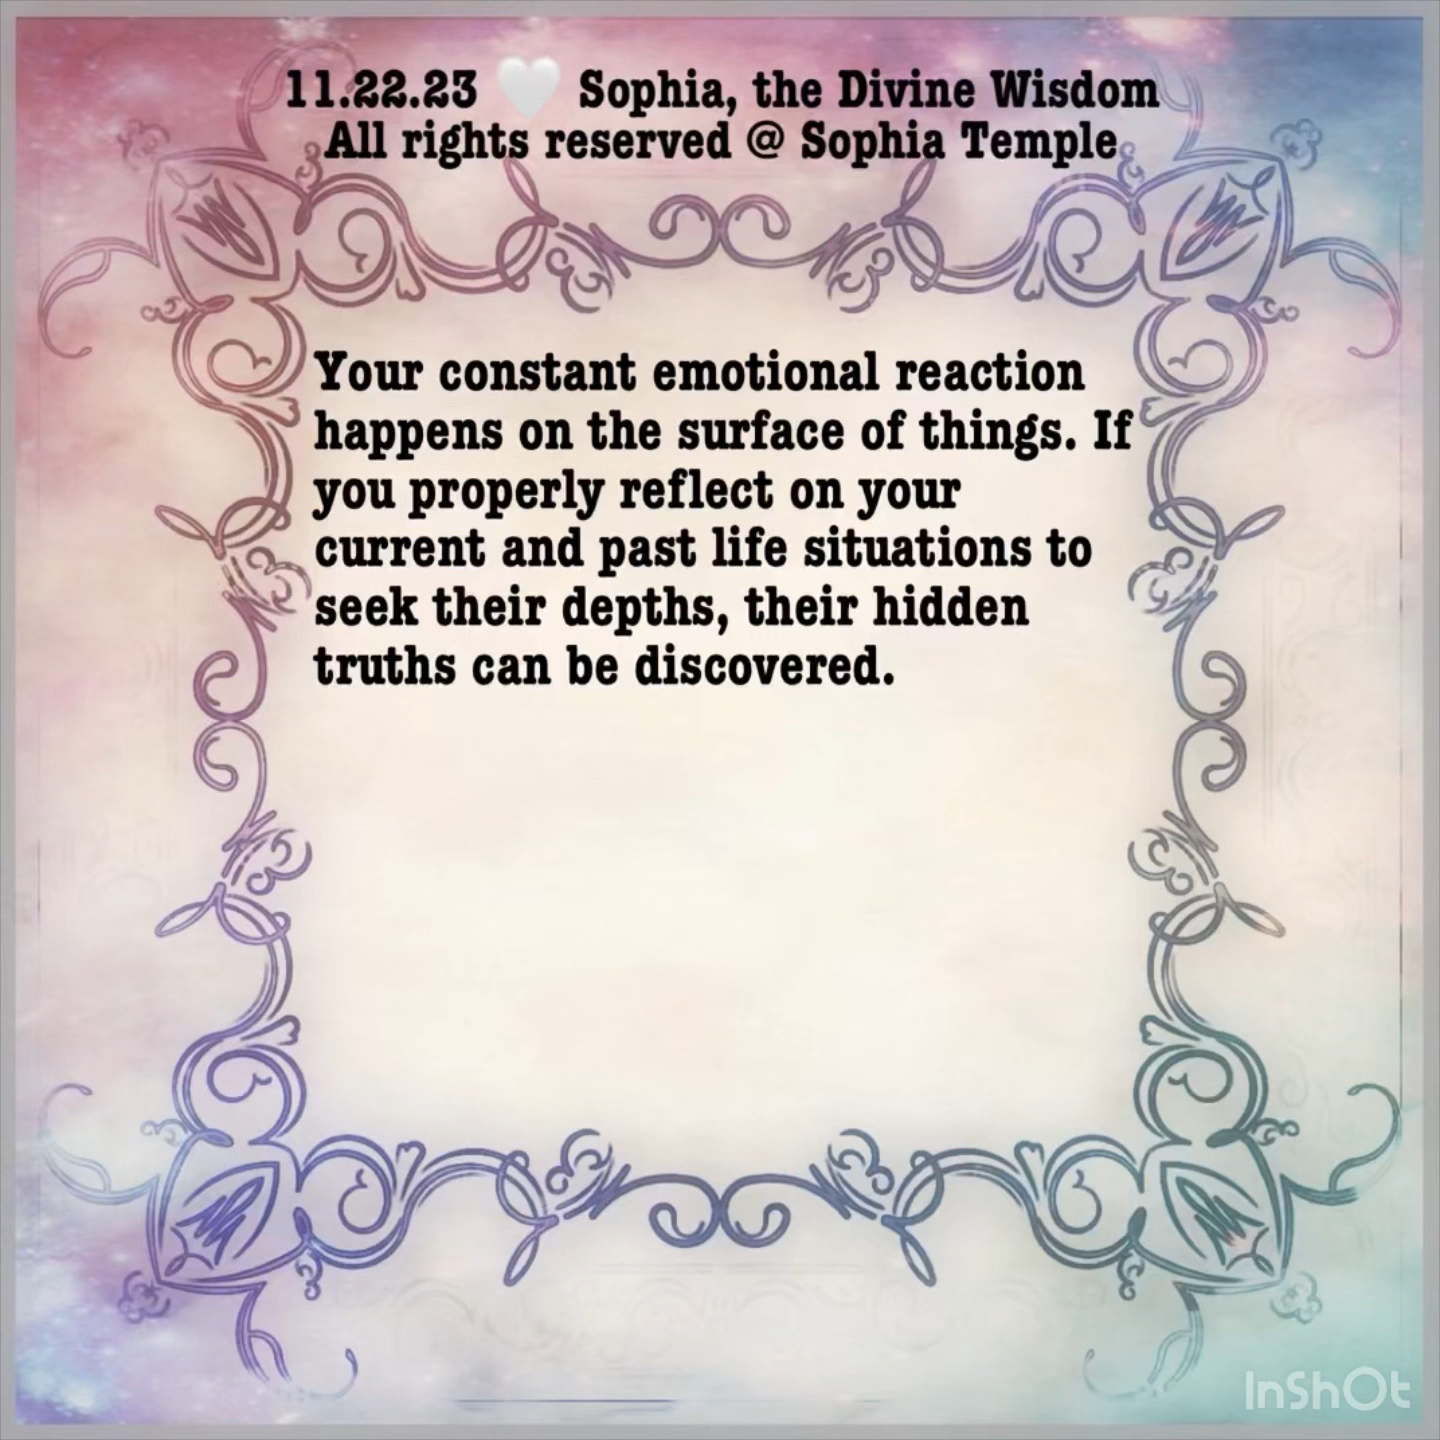 11.22.23 🤍 Sophia, the Divine Wisdom
All rights reserved @ Sophia Temple
Your constant emotional reaction
happens on the surface of things. If
you properly reflect on your
current and past life situations to
seek their depths, their hidden
truths can be discovered.
InShOt